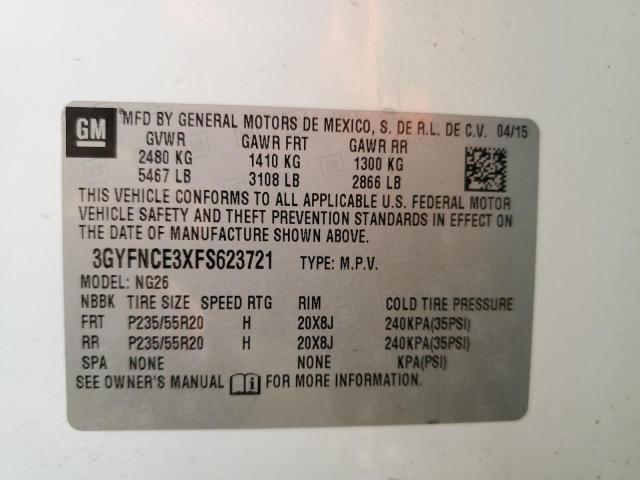 GM MFD BY GENERAL MOTORS DE MEXICO, S. DE R.L. DE C.V. 04/15
GVWR GAWR FRT GAWR RR
2480 KG 1410 KG 1300 KG
5467 LB 3108 LB 2866 LB
THIS VEHICLE CONFORMS TO ALL APPLICABLE U.S. FEDERAL MOTOR
VEHICLE SAFETY AND THEFT PREVENTION STANDARDS IN EFFECT ON
THE DATE OF MANUFACTURE SHOWN ABOVE.
3GYFNCE3XFS623721 TYPE: M.P.V.
MODEL: NG26
NBBK TIRE SIZE SPEED RTG RIM COLD TIRE PRESSURE
FRT P235/55R20 H 20X8J 240KPA(35PSI)
RR P235/55R20 H 20X8J 240KPA(35PSI)
SPA NONE NONE KPA(PSI)
SEE OWNER'S MANUAL FOR MORE INFORMATION.